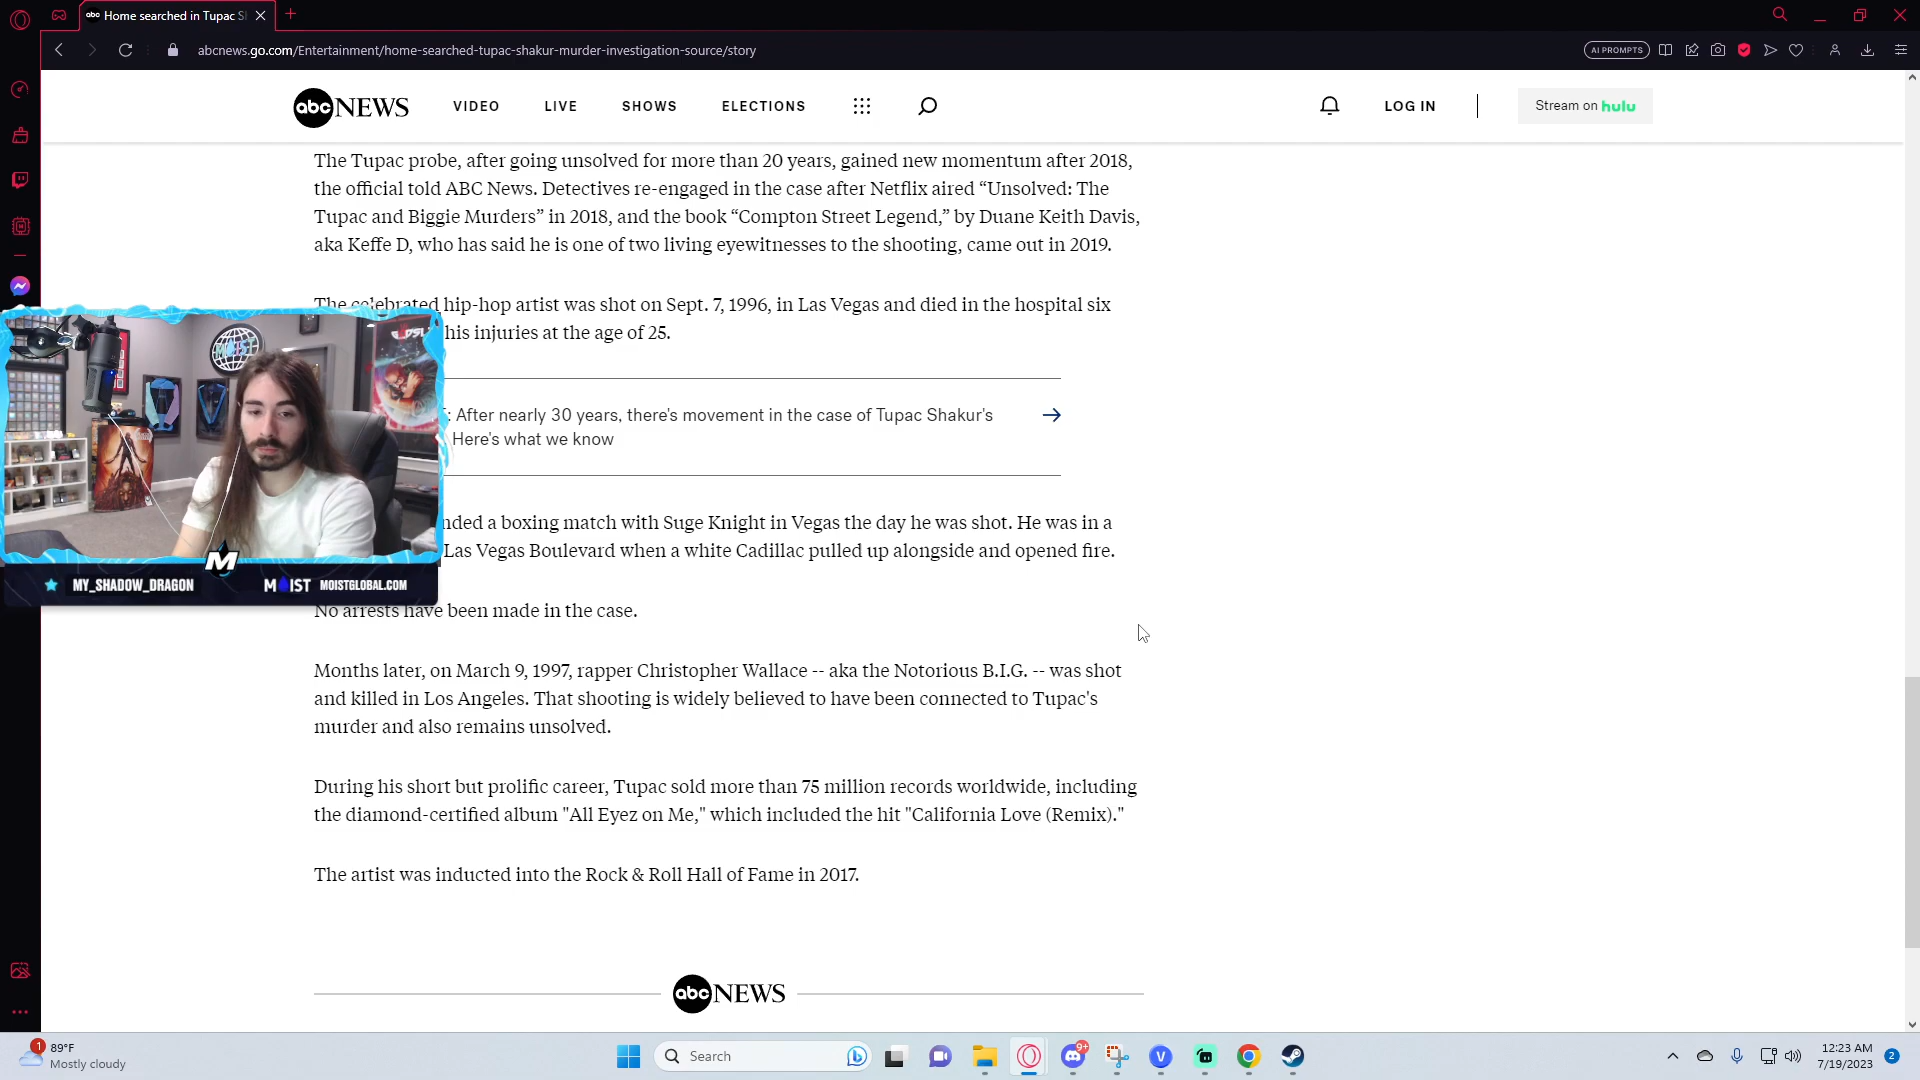 abc Home searched in Tupac S
abcnews.go.com/Entertainment/home-searched-tupac-shakur-murder-investigation-source/story
AI PROMPTS
abc NEWS
VIDEO
LIVE
SHOWS
ELECTIONS
LOG IN
Stream on hulu
The Tupac probe, after going unsolved for more than 20 years, gained new momentum after 2018,
the official told ABC News. Detectives re-engaged in the case after Netflix aired “Unsolved: The
Tupac and Biggie Murders” in 2018, and the book “Compton Street Legend,” by Duane Keith Davis,
aka Keffe D, who has said he is one of two living eyewitnesses to the shooting, came out in 2019.
The celebrated hip-hop artist was shot on Sept. 7, 1996, in Las Vegas and died in the hospital six
his injuries at the age of 25.
: After nearly 30 years, there's movement in the case of Tupac Shakur's
Here's what we know
nded a boxing match with Suge Knight in Vegas the day he was shot. He was in a
Las Vegas Boulevard when a white Cadillac pulled up alongside and opened fire.
MOIST
M
MY_SHADOW_DRAGON
MOIST
MOISTGLOBAL.COM
No arrests have been made in the case.
Months later, on March 9, 1997, rapper Christopher Wallace -- aka the Notorious B.I.G. -- was shot
and killed in Los Angeles. That shooting is widely believed to have been connected to Tupac's
murder and also remains unsolved.
During his short but prolific career, Tupac sold more than 75 million records worldwide, including
the diamond-certified album "All Eyez on Me," which included the hit "California Love (Remix)."
The artist was inducted into the Rock & Roll Hall of Fame in 2017.
abc NEWS
1
89°F
Mostly cloudy
Search
9+
V
12:23 AM
7/19/2023
2